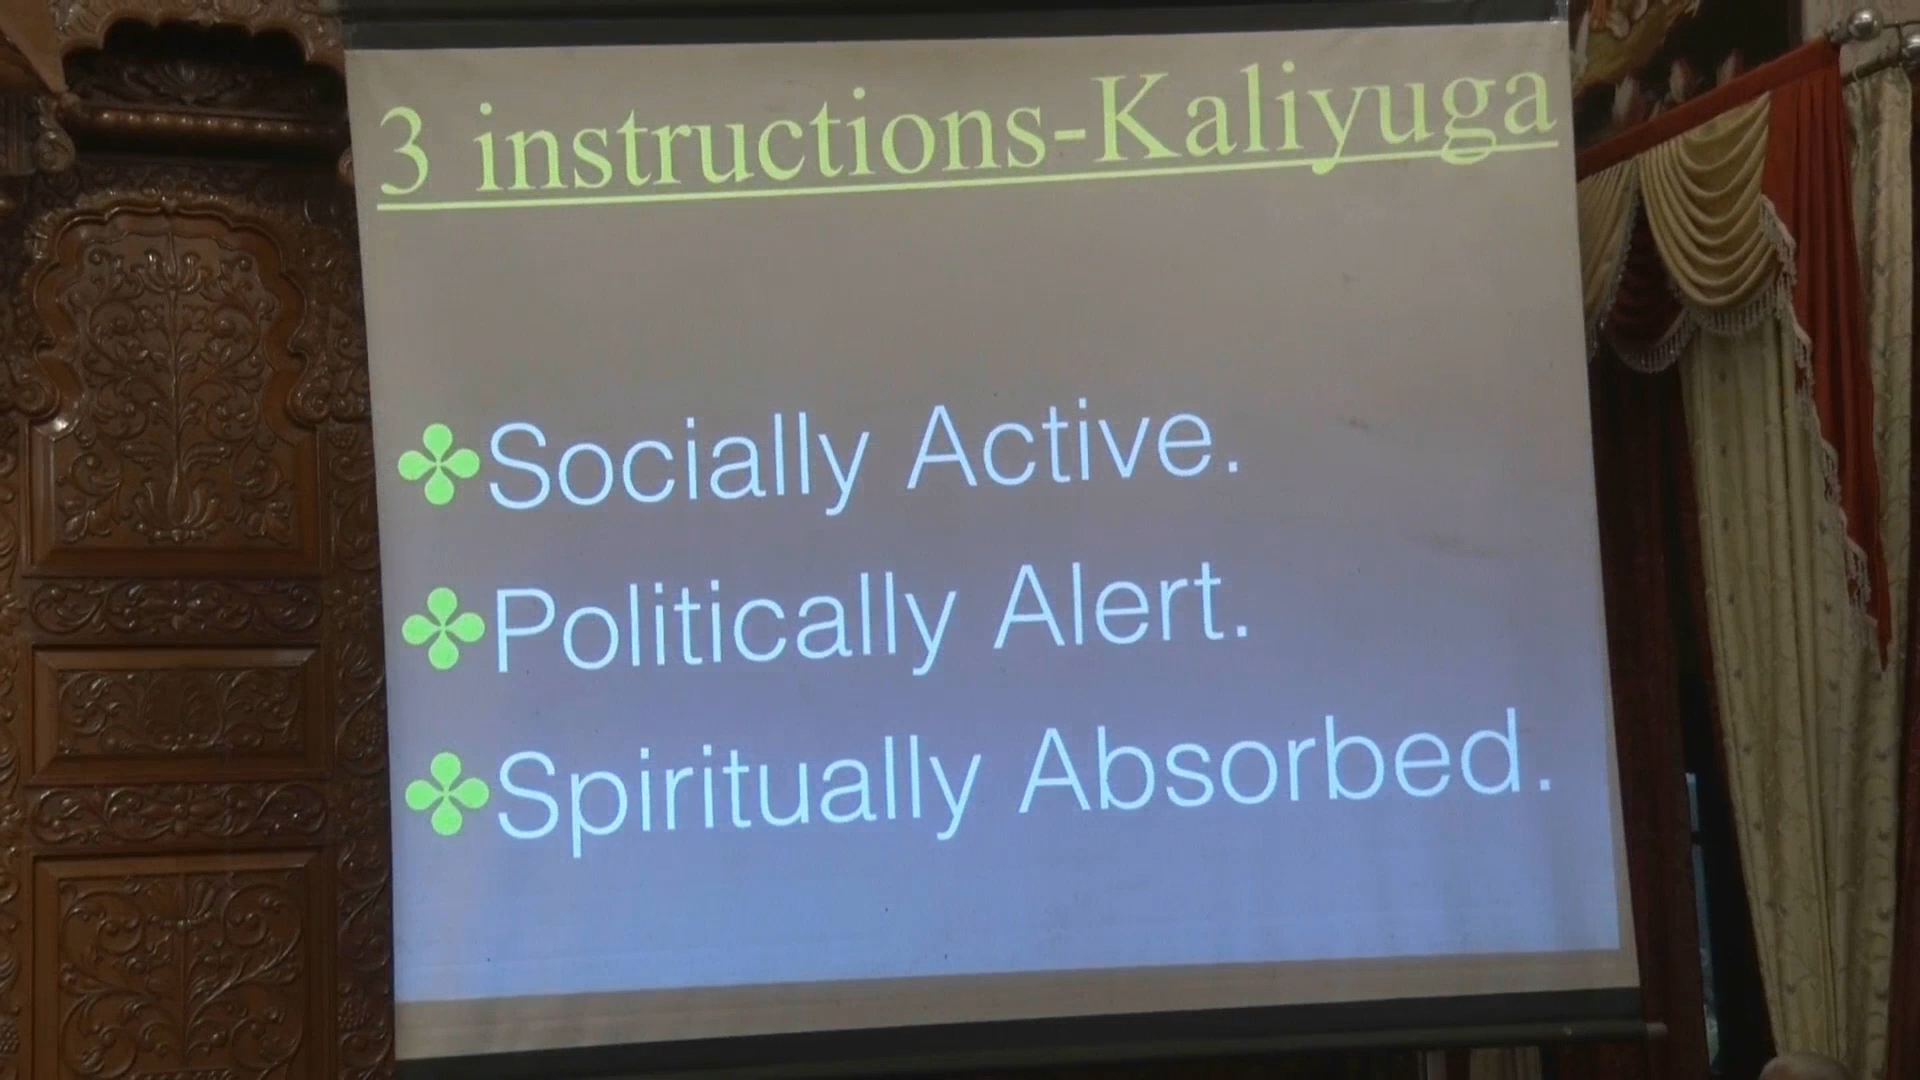 3 instructions-Kaliyuga
Socially Active.
Politically Alert.
Spiritually Absorbed.